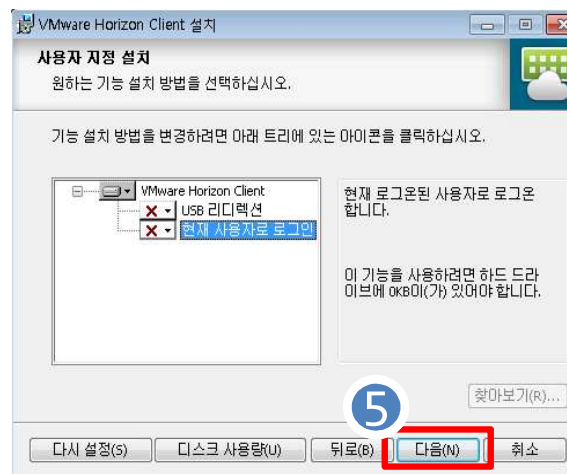 VMware Horizon Client 설치
사용자 지정 설치
원하는 기능 설치 방법을 선택하십시오.
기능 설치 방법을 변경하려면 아래 트리에 있는 아이콘을 클릭하십시오.
VMware Horizon Client
USB 리디렉션
현재 사용자로 로그인
현재 로그온된 사용자로 로그온
합니다.
이 기능을 사용하려면 하드 드라
이브에 0KB이(가) 있어야 합니다.
찾아보기(R)...
5
다시 설정(S) 디스크 사용량(U) 뒤로(B) 다음(N) 취소